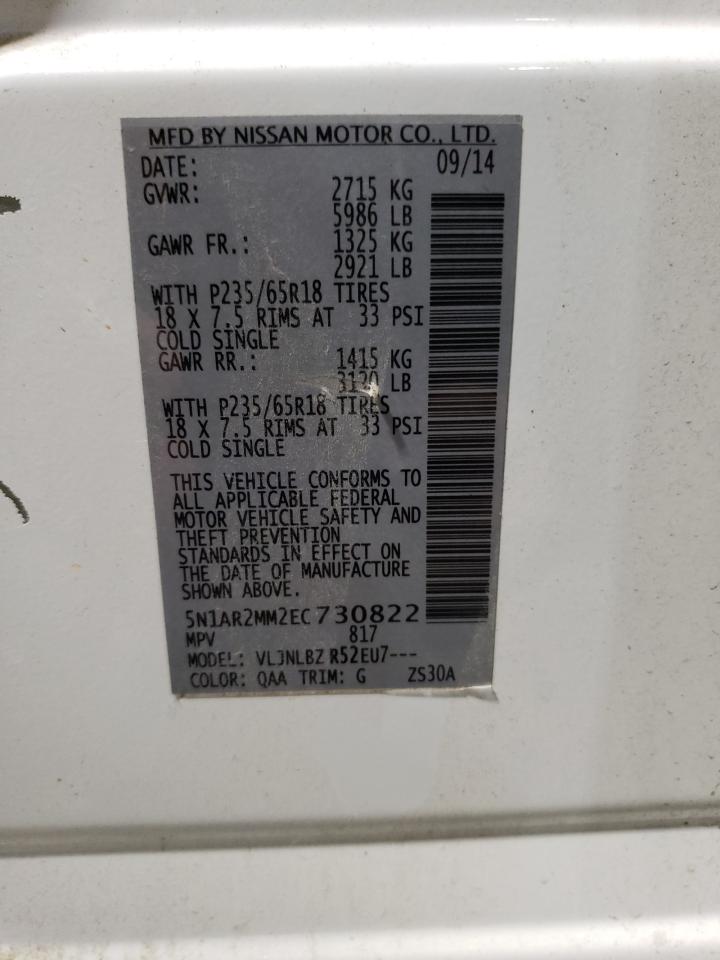 MFD BY NISSAN MOTOR CO., LTD.
DATE: 09/14
GVWR: 2715 KG
5986 LB
GAWR FR.: 1325 KG
2921 LB
WITH P235/65R18 TIRES
18 X 7.5 RIMS AT 33 PSI
COLD SINGLE
GAWR RR.: 1415 KG
3120 LB
WITH P235/65R18 TIRES
18 X 7.5 RIMS AT 33 PSI
COLD SINGLE
THIS VEHICLE CONFORMS TO
ALL APPLICABLE FEDERAL
MOTOR VEHICLE SAFETY AND
THEFT PREVENTION
STANDARDS IN EFFECT ON
THE DATE OF MANUFACTURE
SHOWN ABOVE.
5N1AR2MM2EC730822
MPV 817
MODEL: VLJNLBZ R52EU7---
COLOR: QAA TRIM: G ZS30A